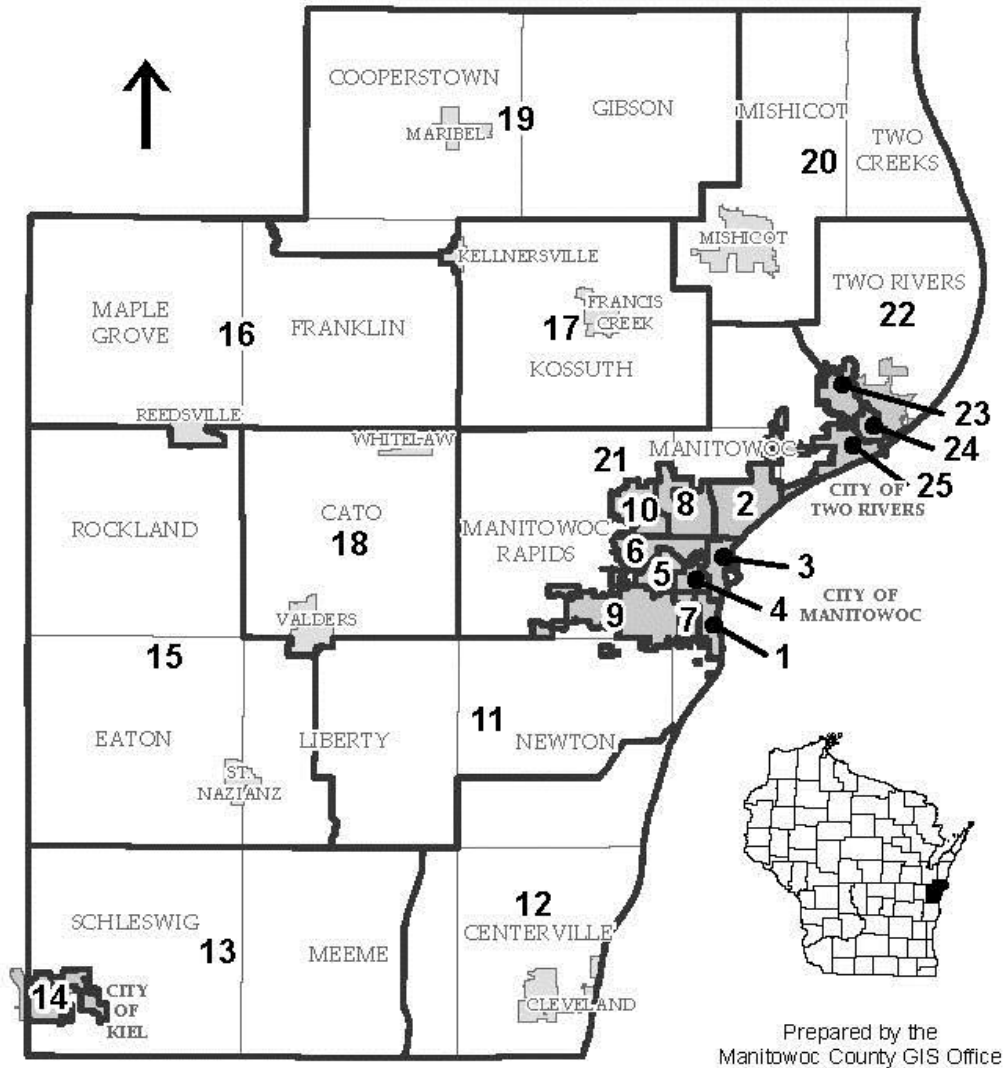 COOPERSTOWN
MARIBEL
19
GIBSON
MISHICOT
20
TWO
CREEKS
MISHICOT
KELLNERSVILLE
MAPLE
GROVE
16
FRANKLIN
17
FRANCIS
CREEK
KOSSUTH
TWO RIVERS
22
REEDSVILLE
WHITELAW
21
MANITOWOC
23
24
25
CITY OF
TWO RIVERS
ROCKLAND
CATO
18
MANITOWOC
RAPIDS
10
8
2
6
5
3
4
CITY OF
MANITOWOC
9
7
1
VALDERS
15
EATON
LIBERTY
11
NEWTON
ST.
NAZIANZ
SCHLESWIG
13
MEEME
12
CENTERVILLE
14
CITY
OF
KIEL
CLEVELAND
Prepared by the
Manitowoc County GIS Office